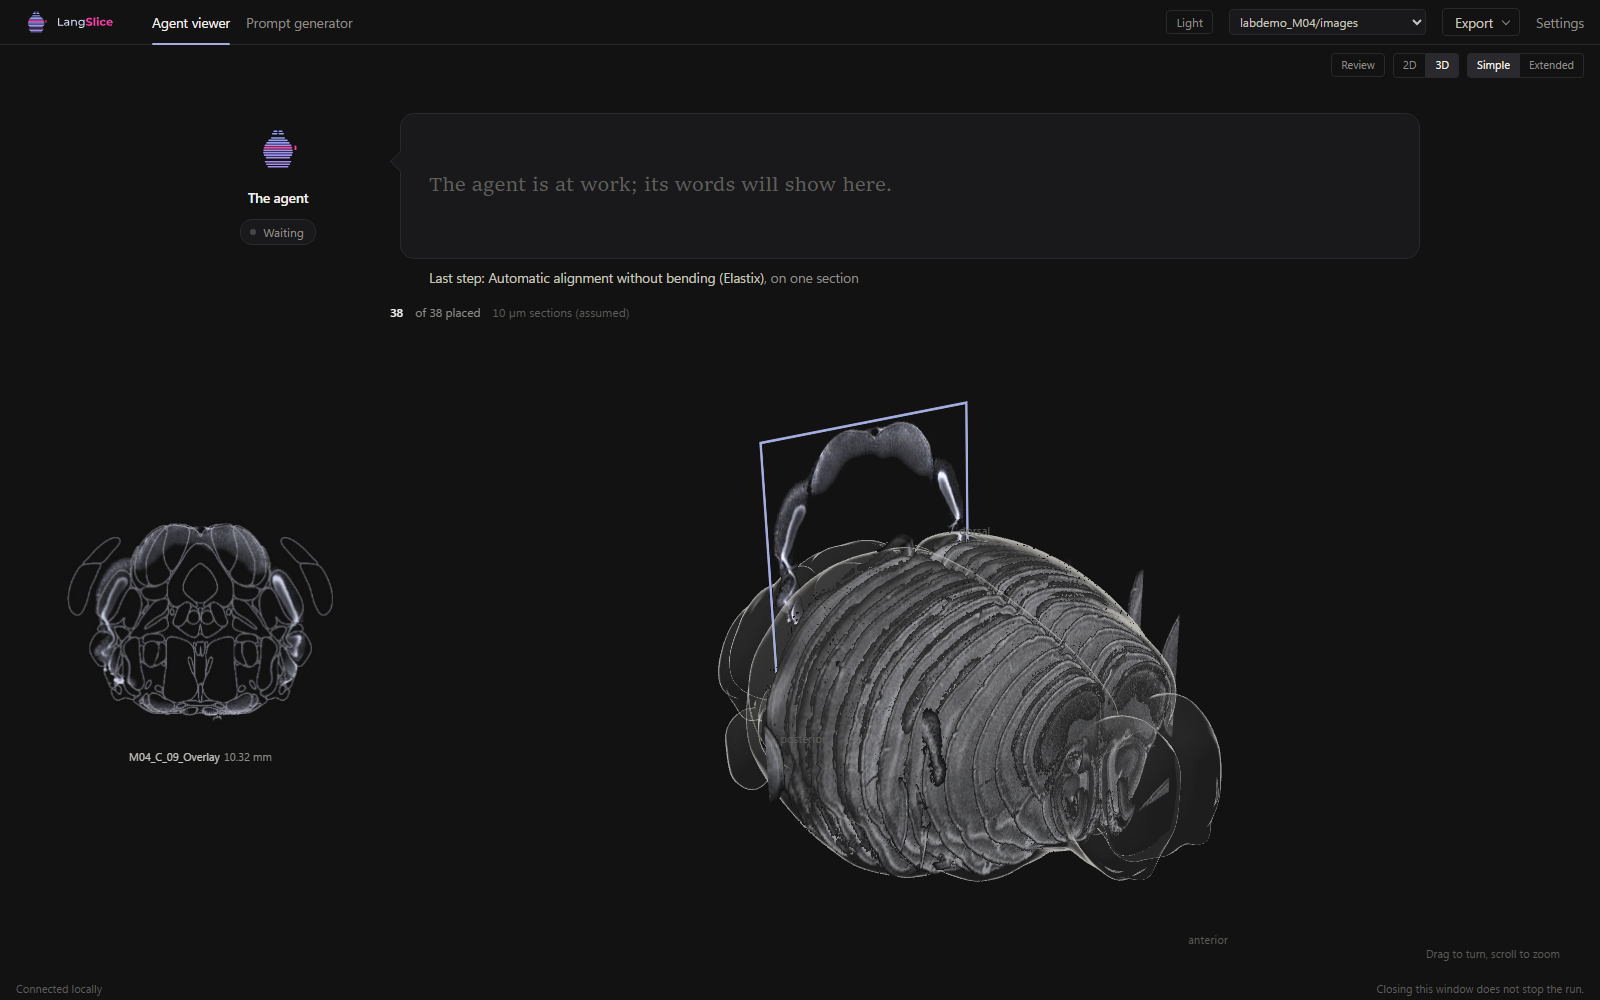 LangSlice Agent viewer Prompt generator Light labdemo_M04/images Export Settings
Review 2D 3D Simple Extended
The agent is at work; its words will show here.
The agent
Waiting
Last step: Automatic alignment without bending (Elastix), on one section
38 of 38 placed 10 µm sections (assumed)
dorsal
posterior
M04_C_09_Overlay 10.32 mm
anterior
Drag to turn, scroll to zoom
Connected locally Closing this window does not stop the run.